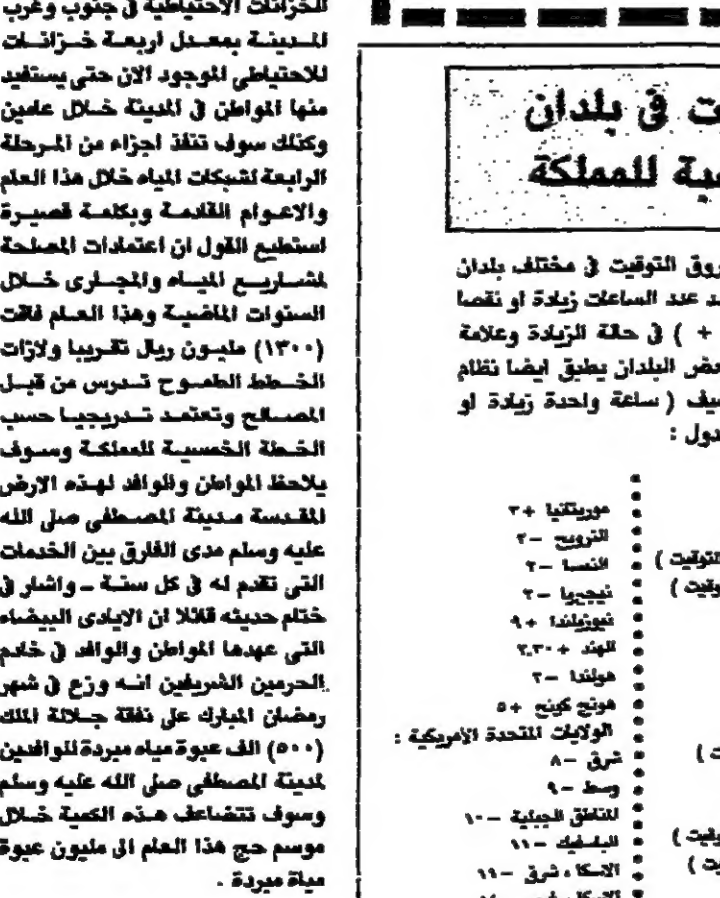 للخزانات الاحتياطية في جنوب وغرب
المدينة بمعدل اربعة خزانات
للاحتياطي الموجود الان حتى يستفيد
منها المواطن في المدينة خلال عامين
وكذلك سوف تنفذ اجزاء من المرحلة
الرابعة لشبكات المياه خلال هذا العام
والاعوام القادمة وبكلمة قصيرة
استطيع القول ان اعتمادات المصلحة
لمشاريع المياه والمجارى خلال
السنوات الماضية وهذا العام فاقت
(١٣٠٠) مليون ريال تقريبا ولازات
الخطط الطموح تدرس من قبل
المصالح وتعتمد تدريجيا حسب
الخطة الخمسية للمملكة وسوف
يلاحظ المواطن والوافد لهذه الارض
المقدسة مدينة المصطفى صلى الله
عليه وسلم مدى الفارق بين الخدمات
التي تقدم له في كل سنة ـ واشار في
ختام حديثه قائلا ان الايادى البيضاء
التي عهدها المواطن والوافد في خادم
الحرمين الشريفين انه وزع في شهر
رمضان المبارك على نفقة جلالة الملك
(٥٠٠) الف عبوة مياه مبردة للوافدين
لمدينة المصطفى صلى الله عليه وسلم
وسوف تتضاعف هذه الكمية خلال
موسم حج هذا العام الى مليون عبوة
مياة مبردة .
ت في بلدان
ية للمملكة
روق التوقيت في مختلف بلدان
د عدد الساعات زيادة او نقصا
+ ) في حالة الزيادة وعلامة
عض البلدان يطبق ايضا نظام
يف ( ساعة واحدة زيادة او
دول :
موريتانيا +٣
النرويج –٢
النمسا –٢
نيجيريا –٢
نيوزيلندا +٩
الهند +٢,٣٠
هولندا –٢
هونج كونج +٥
الولايات المتحدة الأمريكية :
شرق –٨
وسط –٩
المناطق الجبلية –١٠
الباسفيك –١١
الاسكا ، شرق –١١
التوقيت )
وقيت )
ت )
وقيت )
يت )